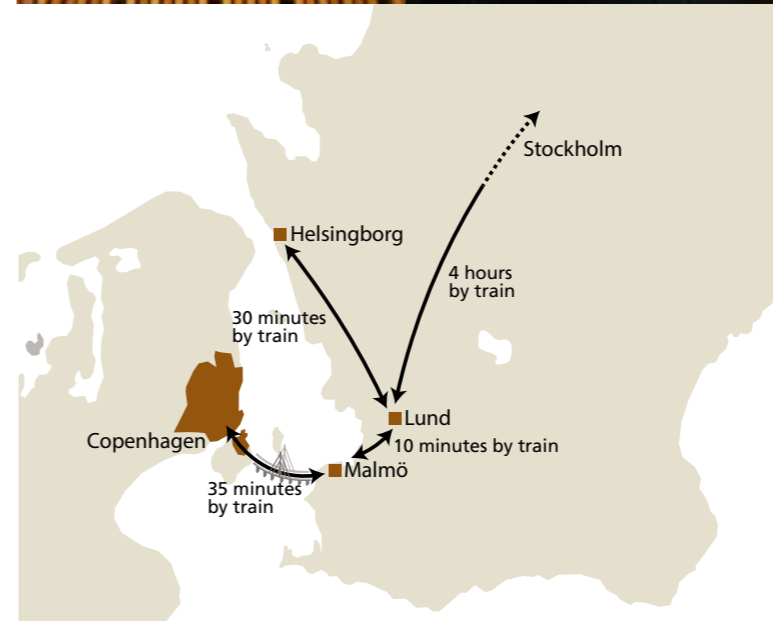 Stockholm
Helsingborg
4 hours
by train
30 minutes
by train
Lund
Copenhagen
10 minutes by train
Malmö
35 minutes
by train